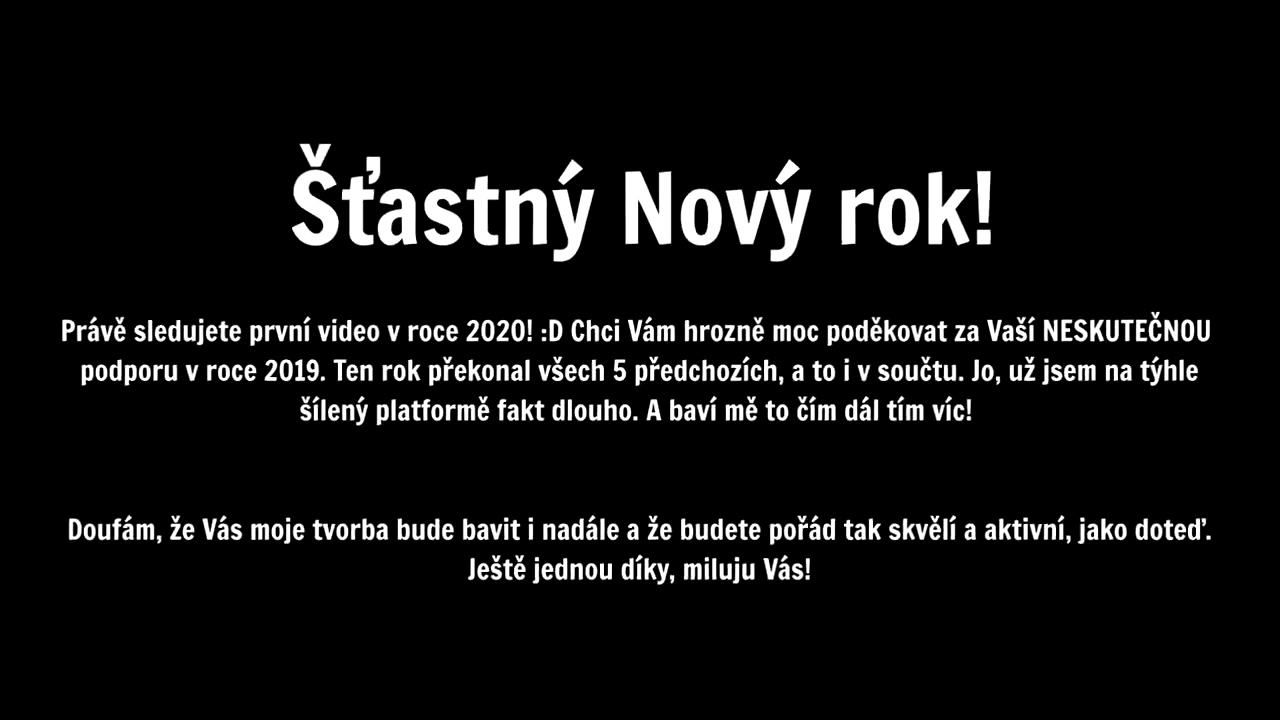 Šťastný Nový rok!
Právě sledujete první video v roce 2020! :D Chci Vám hrozně moc poděkovat za Vaší NESKUTEČNOU
podporu v roce 2019. Ten rok překonal všech 5 předchozích, a to i v součtu. Jo, už jsem na týhle
šílený platformě fakt dlouho. A baví mě to čím dál tím víc!
Doufám, že Vás moje tvorba bude bavit i nadále a že budete pořád tak skvělí a aktivní, jako doteď.
Ještě jednou díky, miluju Vás!